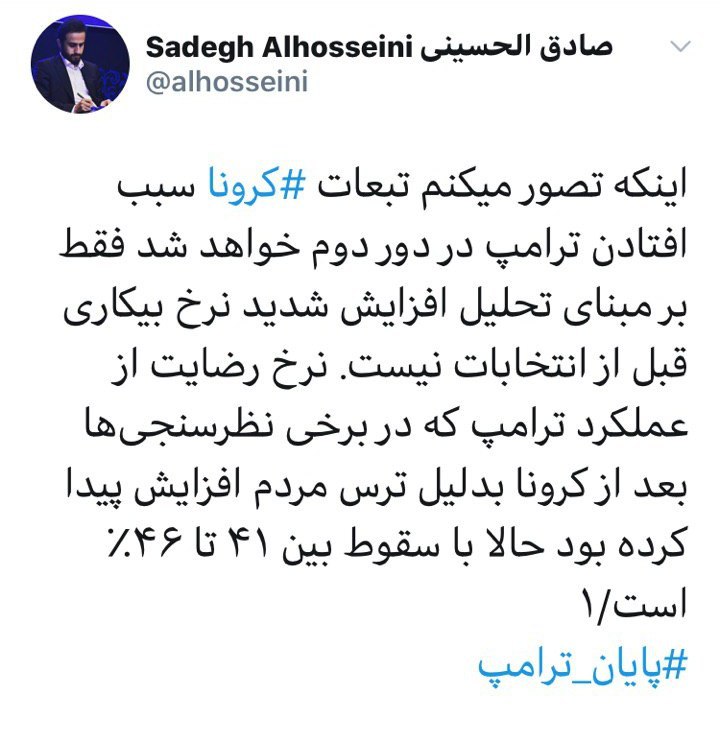 Sadegh Alhosseini صادق الحسینی
@alhosseini
اینکه تصور میکنم تبعات #کرونا سبب
افتادن ترامپ در دور دوم خواهد شد فقط
بر مبنای تحلیل افزایش شدید نرخ بیکاری
قبل از انتخابات نیست. نرخ رضایت از
عملکرد ترامپ که در برخی نظرسنجی‌ها
بعد از کرونا بدلیل ترس مردم افزایش پیدا
کرده بود حالا با سقوط بین ۴۱ تا ۴۶٪
است/۱
#پایان_ترامپ